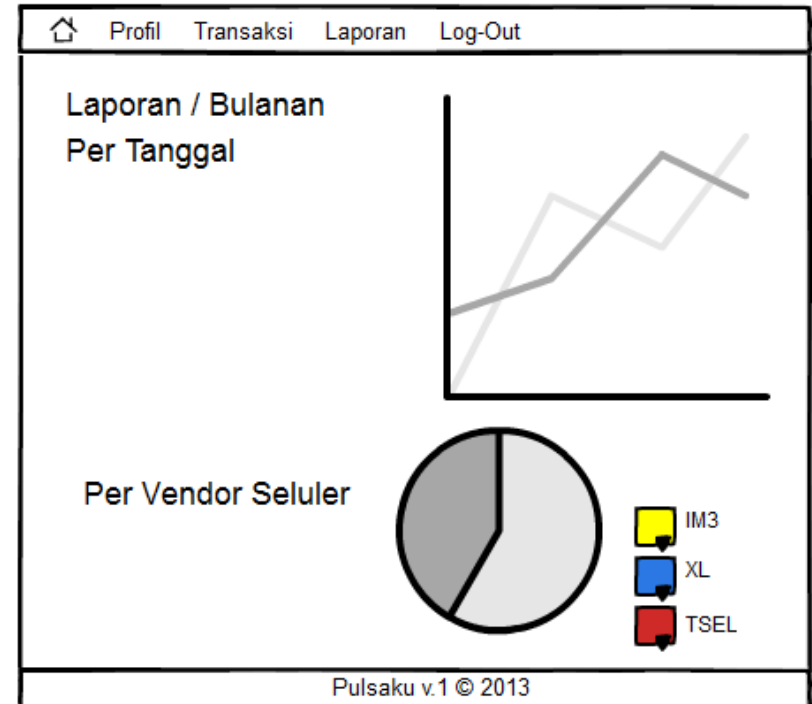 Profil Transaksi Laporan Log-Out
Laporan / Bulanan
Per Tanggal
Per Vendor Seluler
IM3
XL
TSEL
Pulsaku v.1 © 2013